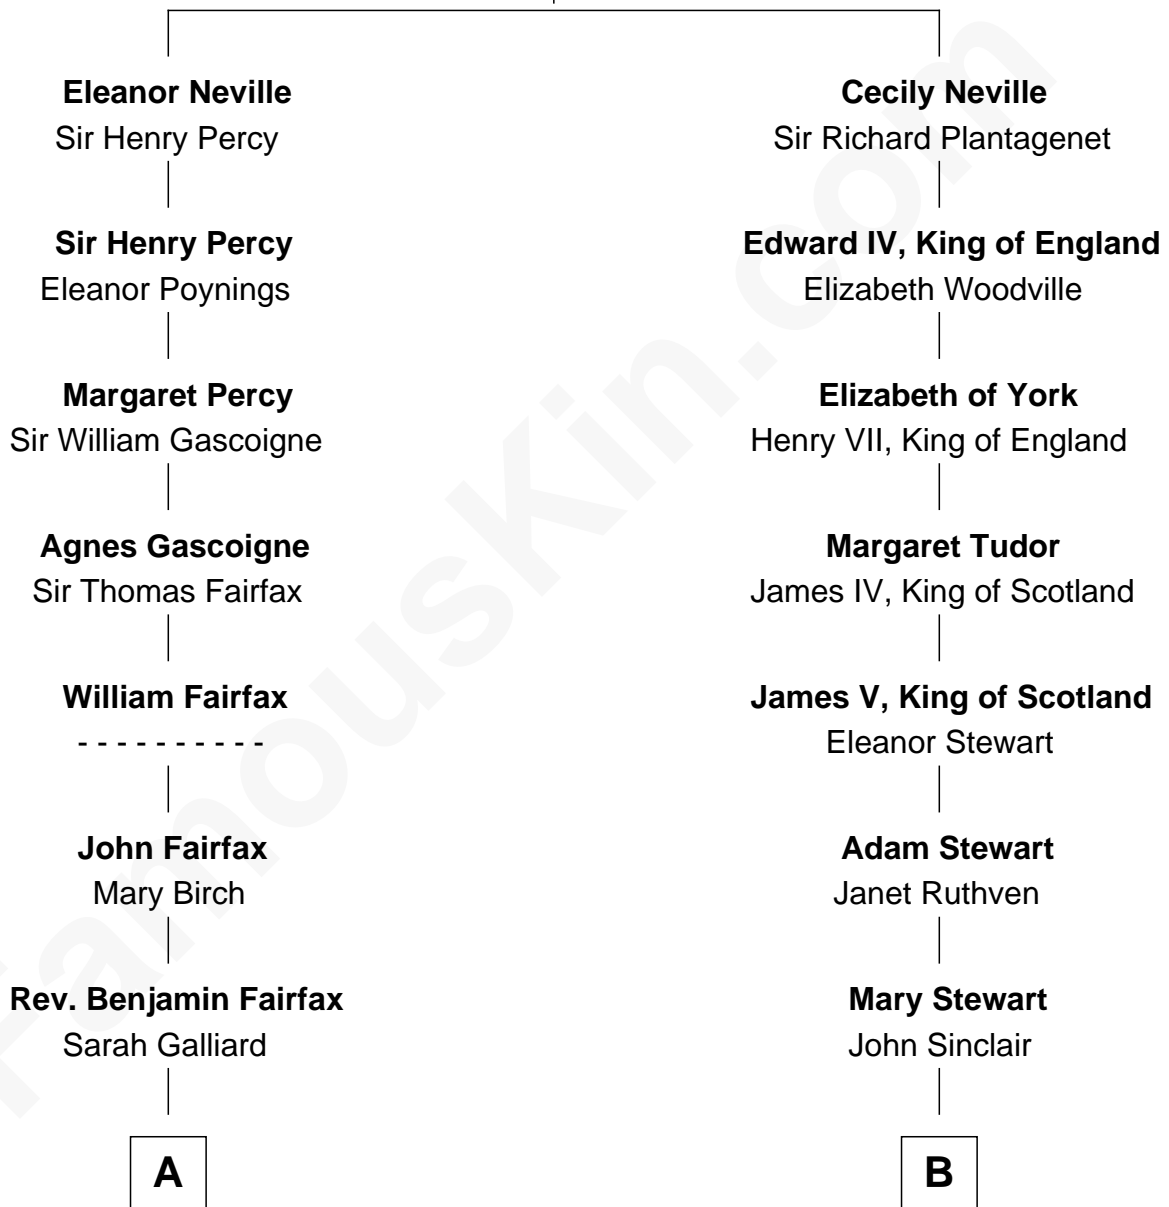 Eleanor Neville
Sir Henry Percy
Sir Henry Percy
Eleanor Poynings
Margaret Percy
Sir William Gascoigne
Agnes Gascoigne
Sir Thomas Fairfax
William Fairfax
- - - - - - - - - -
John Fairfax
Mary Birch
Rev. Benjamin Fairfax
Sarah Galliard
A
Cecily Neville
Sir Richard Plantagenet
Edward IV, King of England
Elizabeth Woodville
Elizabeth of York
Henry VII, King of England
Margaret Tudor
James IV, King of Scotland
James V, King of Scotland
Eleanor Stewart
Adam Stewart
Janet Ruthven
Mary Stewart
John Sinclair
B
FamousKin.com